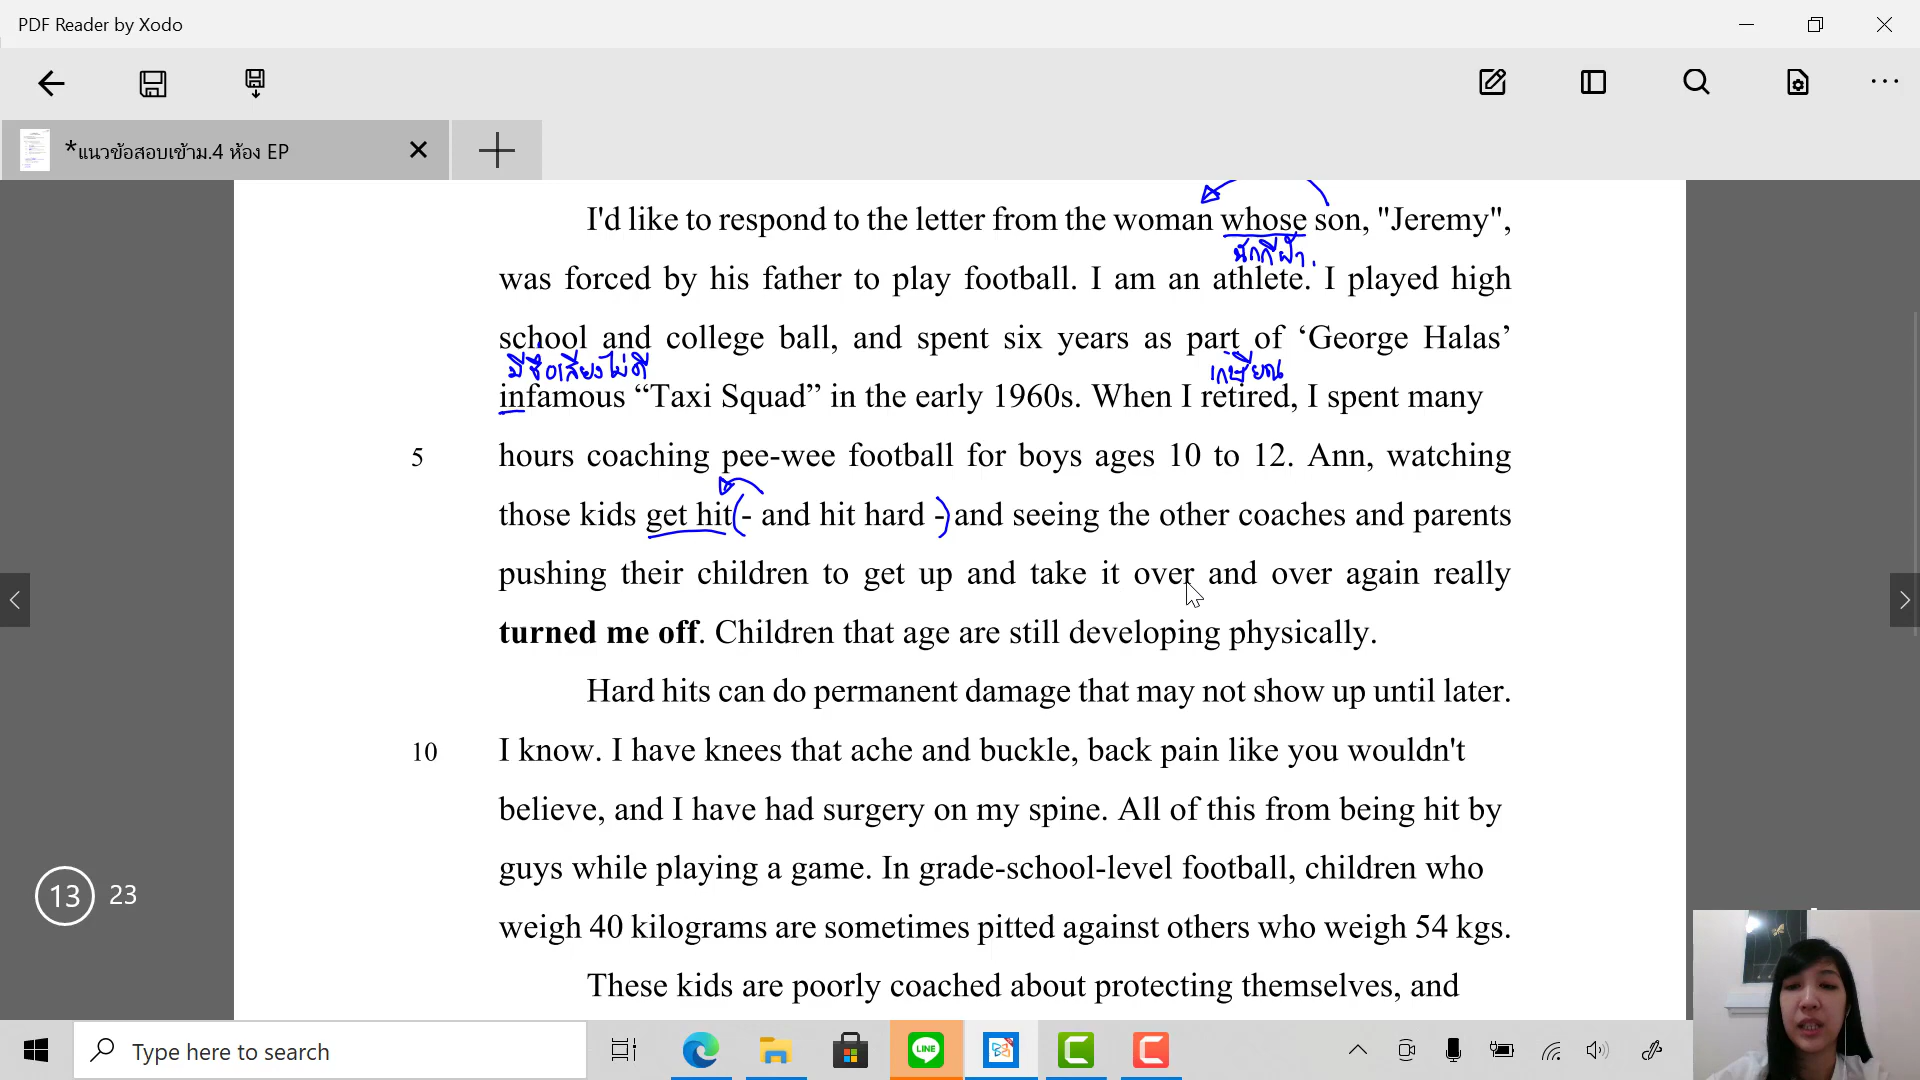 PDF Reader by Xodo
*แนวข้อสอบเข้าม.4 ห้อง EP
I'd like to respond to the letter from the woman whose son, "Jeremy",
นักกีฬา
was forced by his father to play football. I am an athlete. I played high
school and college ball, and spent six years as part of ‘George Halas’
มีชื่อเสียงไม่ดี
เกษียณ
infamous “Taxi Squad” in the early 1960s. When I retired, I spent many
5 hours coaching pee-wee football for boys ages 10 to 12. Ann, watching
those kids get hit (- and hit hard -) and seeing the other coaches and parents
pushing their children to get up and take it over and over again really
turned me off. Children that age are still developing physically.
Hard hits can do permanent damage that may not show up until later.
10 I know. I have knees that ache and buckle, back pain like you wouldn't
believe, and I have had surgery on my spine. All of this from being hit by
guys while playing a game. In grade-school-level football, children who
weigh 40 kilograms are sometimes pitted against others who weigh 54 kgs.
These kids are poorly coached about protecting themselves, and
13 23
Type here to search
LINE